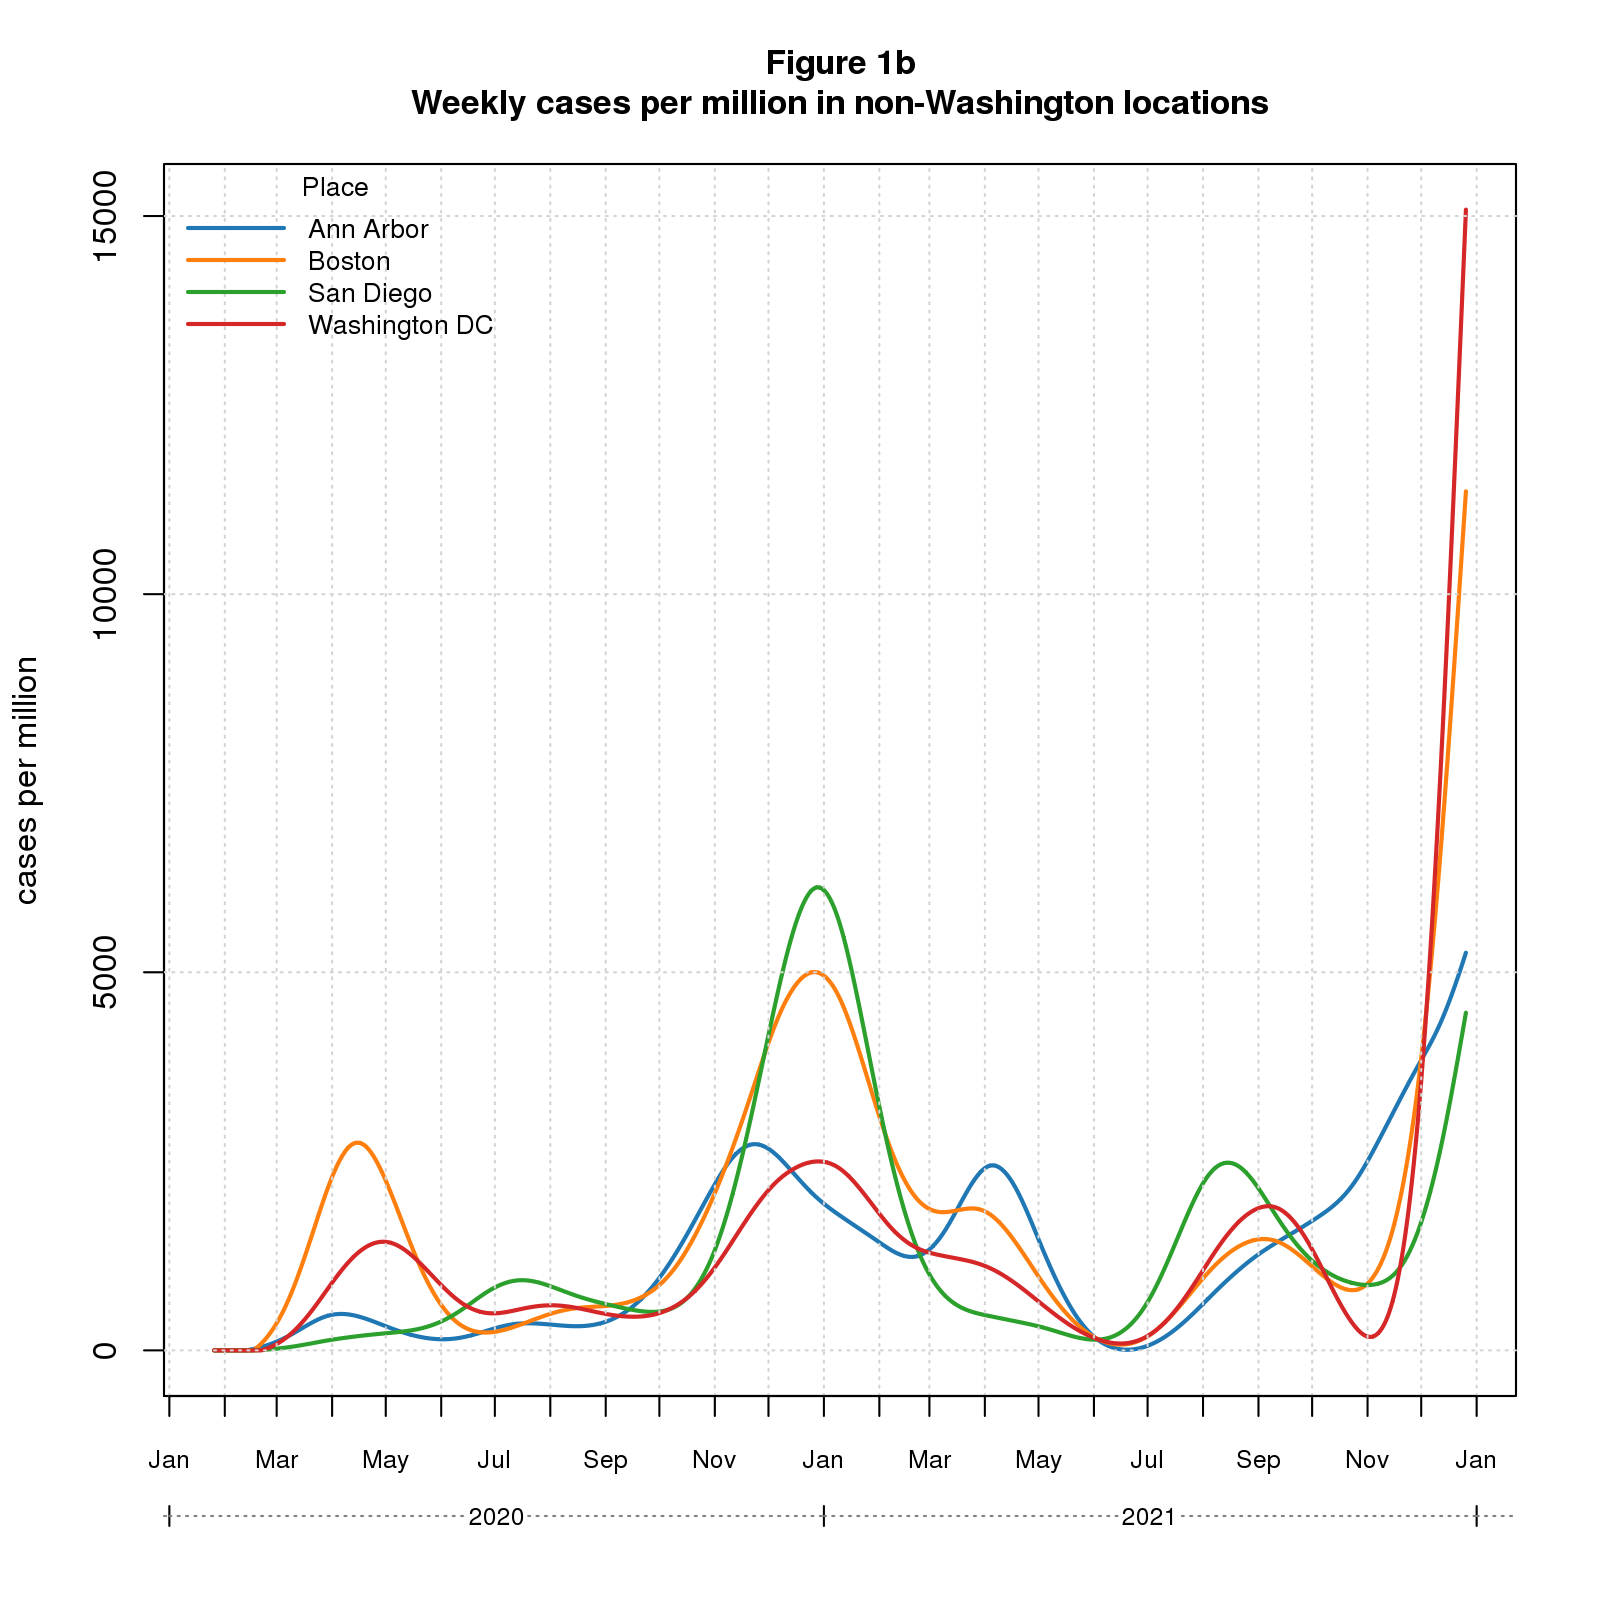 Figure 1b
Weekly cases per million in non-Washington locations
Place
Ann Arbor
Boston
San Diego
Washington DC
cases per million
15000
10000
5000
0
Jan Mar May Jul Sep Nov Jan Mar May Jul Sep Nov Jan
2020 2021